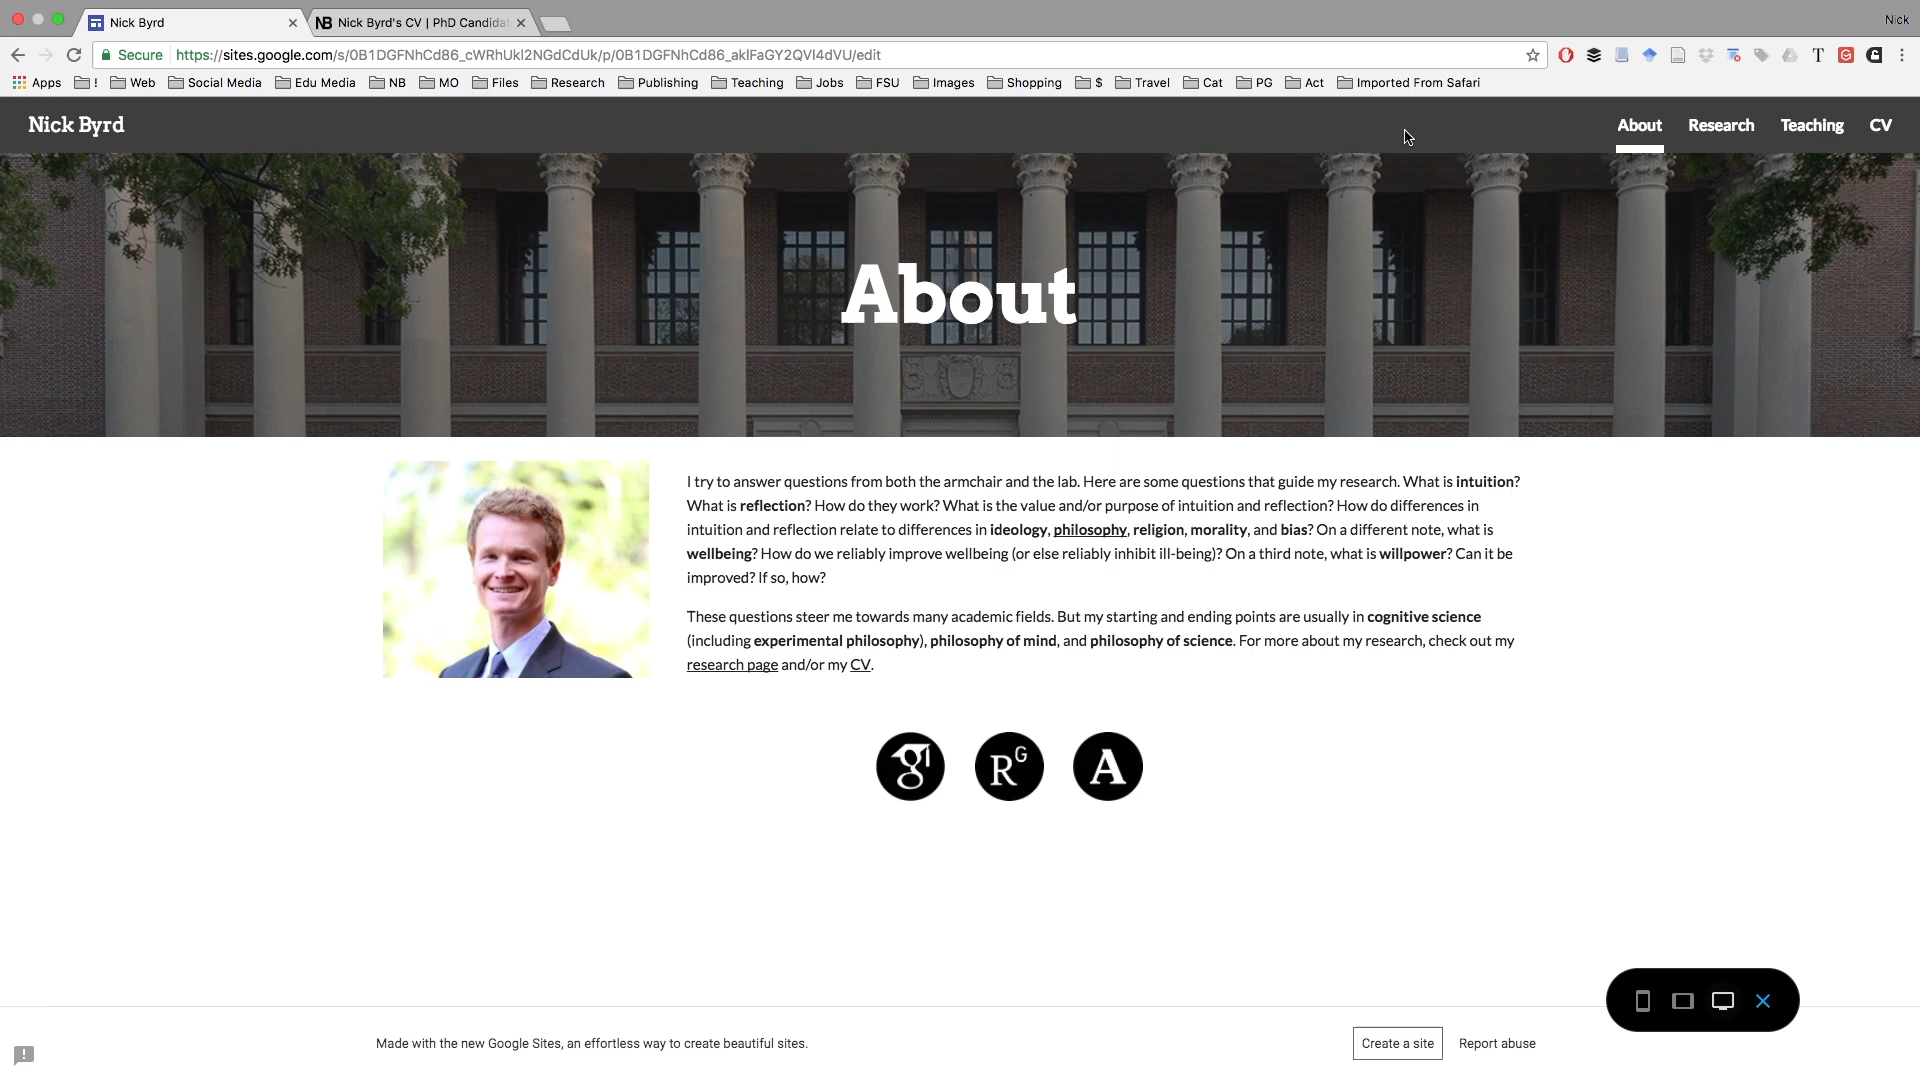 Nick Byrd
Nick Byrd's CV | PhD Candidat
Nick
Secure https://sites.google.com/s/0B1DGFNhCd86_cWRhUkl2NGdCdUk/p/0B1DGFNhCd86_aklFaGY2QVl4dVU/edit
Apps ! Web Social Media Edu Media NB MO Files Research Publishing Teaching Jobs FSU Images Shopping $ Travel Cat PG Act Imported From Safari
Nick Byrd
About Research Teaching CV
About
I try to answer questions from both the armchair and the lab. Here are some questions that guide my research. What is intuition?
What is reflection? How do they work? What is the value and/or purpose of intuition and reflection? How do differences in
intuition and reflection relate to differences in ideology, philosophy, religion, morality, and bias? On a different note, what is
wellbeing? How do we reliably improve wellbeing (or else reliably inhibit ill-being)? On a third note, what is willpower? Can it be
improved? If so, how?
These questions steer me towards many academic fields. But my starting and ending points are usually in cognitive science
(including experimental philosophy), philosophy of mind, and philosophy of science. For more about my research, check out my
research page and/or my CV.
g RG A
Made with the new Google Sites, an effortless way to create beautiful sites.
Create a site Report abuse